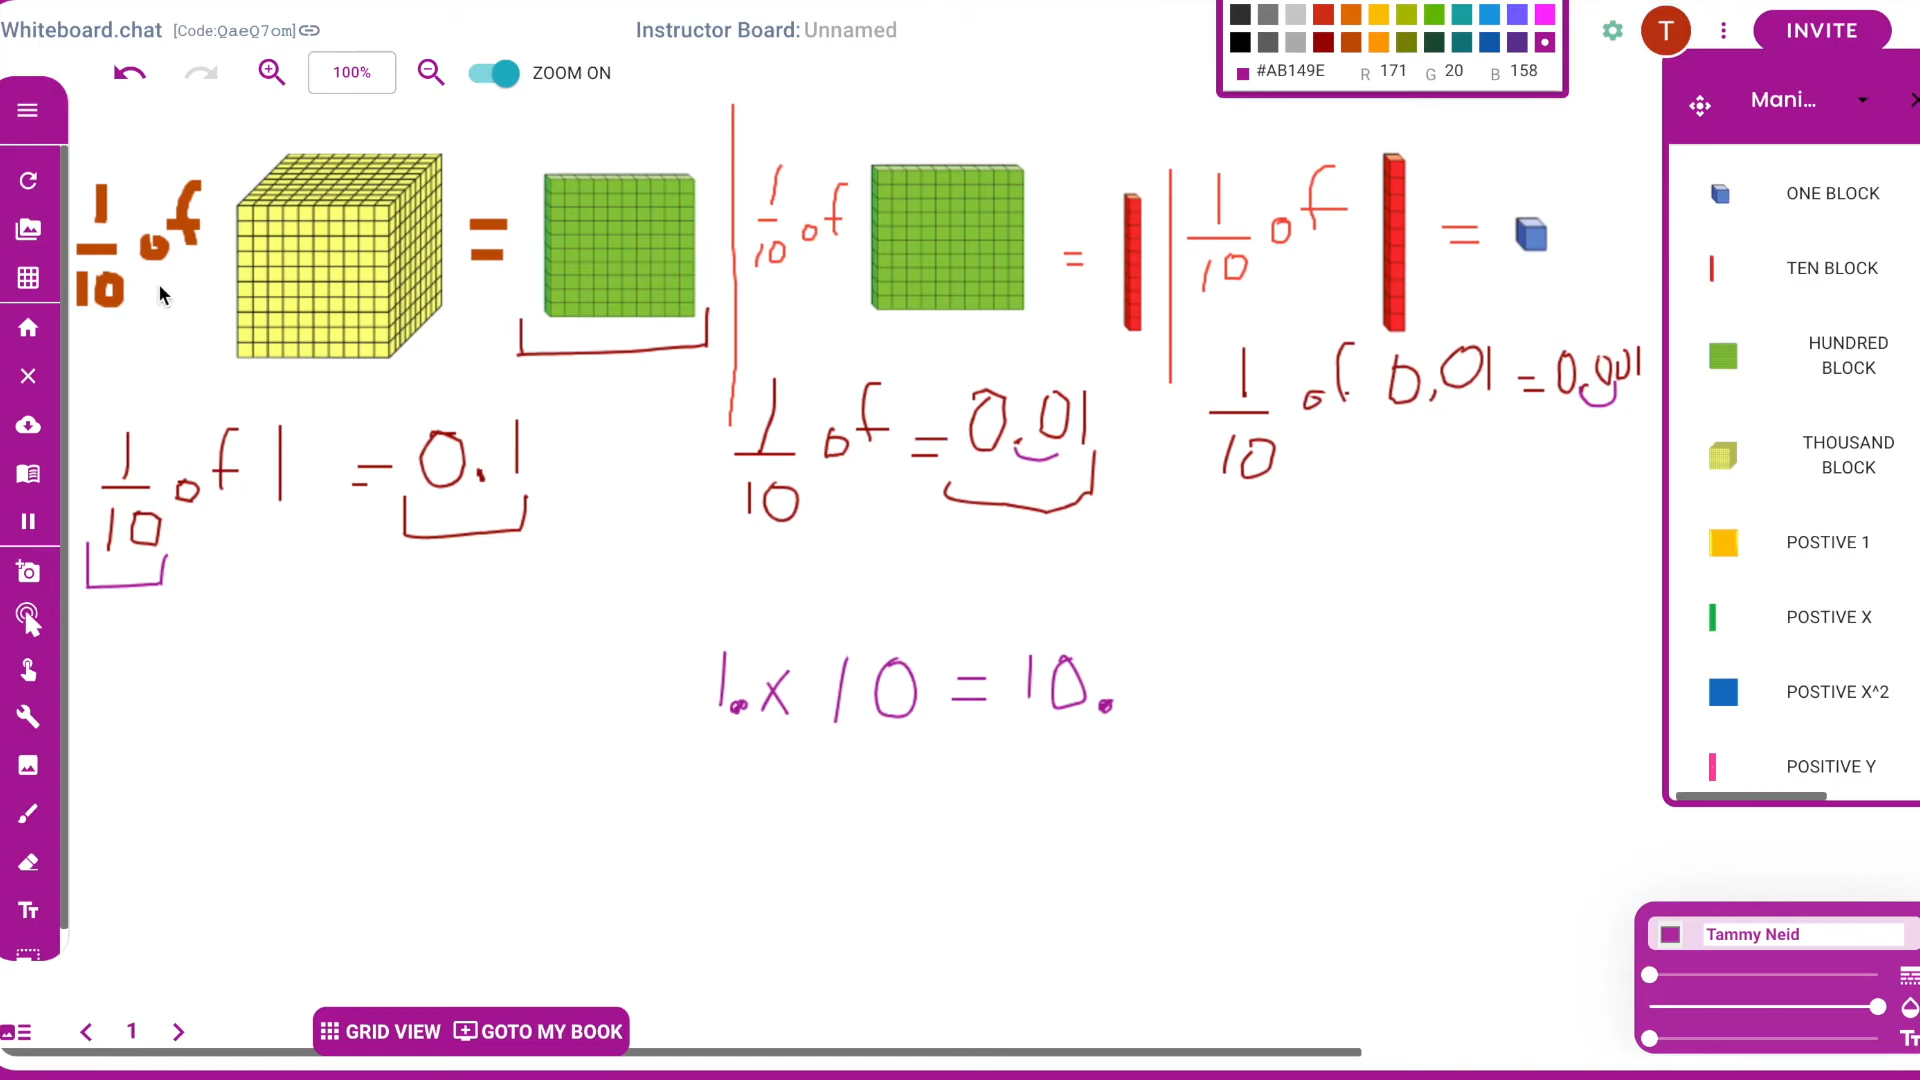 Whiteboard.chat [Code:QaeQ7om]
Instructor Board: Unnamed
100%
ZOOM ON
#AB149E R 171 G 20 B 158
T
INVITE
Mani...
1/10 of =
1/10 of =
1/10 of =
1/10 of 1 = 0.1
1/10 of = 0.01
1/10 of 0.01 = 0.001
1. x 10 = 10.
ONE BLOCK
TEN BLOCK
HUNDRED
BLOCK
THOUSAND
BLOCK
POSTIVE 1
POSTIVE X
POSTIVE X^2
POSITIVE Y
Tammy Neid
1
GRID VIEW
GOTO MY BOOK
Tт